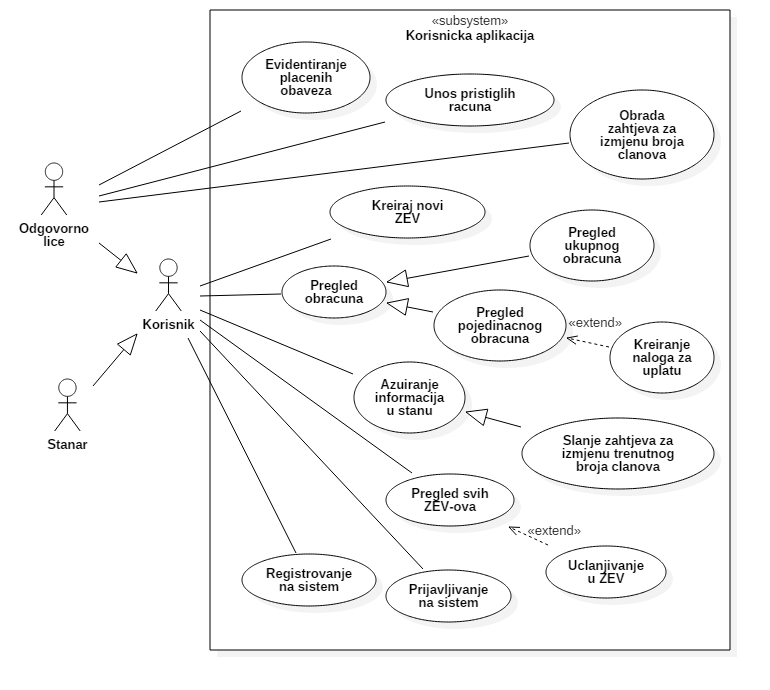 «subsystem»
Korisnicka aplikacija
Evidentiranje
placenih
obaveza
Unos pristiglih
racuna
Obrada
zahtjeva za
izmjenu broja
clanova
Odgovorno
lice
Kreiraj novi
ZEV
Pregled
ukupnog
obracuna
Pregled
obracuna
Korisnik
Pregled
pojedinacnog
obracuna
«extend»
Kreiranje
naloga za
uplatu
Azuiranje
informacija
u stanu
Stanar
Slanje zahtjeva za
izmjenu trenutnog
broja clanova
Pregled svih
ZEV-ova
«extend»
Uclanjivanje
u ZEV
Registrovanje
na sistem
Prijavljivanje
na sistem